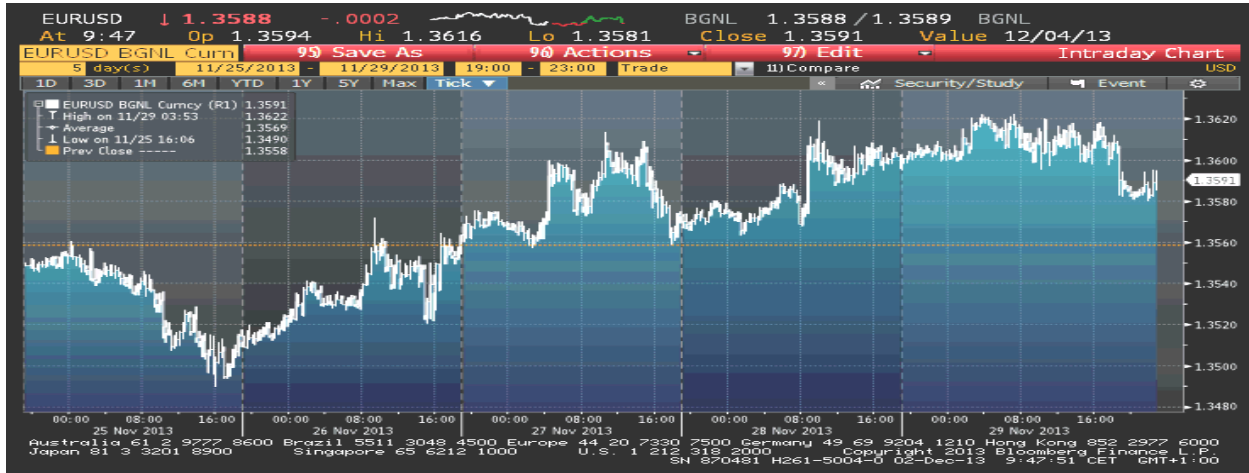 EURUSD ↓ 1.3588 -.0002 BGNL 1.3588 / 1.3589 BGNL
At 9:47 Op 1.3594 Hi 1.3616 Lo 1.3581 Close 1.3591 Value 12/04/13
EURUSD BGNL Curn 95) Save As 96) Actions 97) Edit Intraday Chart
5 day(s) 11/25/2013 - 11/29/2013 19:00 - 23:00 Trade 11) Compare USD
1D 3D 1M 6M YTD 1Y 5Y Max Tick ▼ « Security/Study Event
EURUSD BGNL Curncy (R1) 1.3591
High on 11/29 03:53 1.3622
Average 1.3569
Low on 11/25 16:06 1.3490
Prev Close ----- 1.3558
1.3620
1.3600
1.3591
1.3580
1.3560
1.3540
1.3520
1.3500
1.3480
00:00 08:00 16:00 00:00 08:00 16:00 00:00 08:00 16:00 00:00 08:00 16:00 00:00 08:00 16:00
25 Nov 2013 26 Nov 2013 27 Nov 2013 28 Nov 2013 29 Nov 2013
Australia 61 2 9777 8600 Brazil 5511 3048 4500 Europe 44 20 7330 7500 Germany 49 69 9204 1210 Hong Kong 852 2977 6000
Japan 81 3 3201 8900 Singapore 65 6212 1000 U.S. 1 212 318 2000 Copyright 2013 Bloomberg Finance L.P.
SN 870481 H261-5004-0 02-Dec-13 9:47:51 CET GMT+1:00